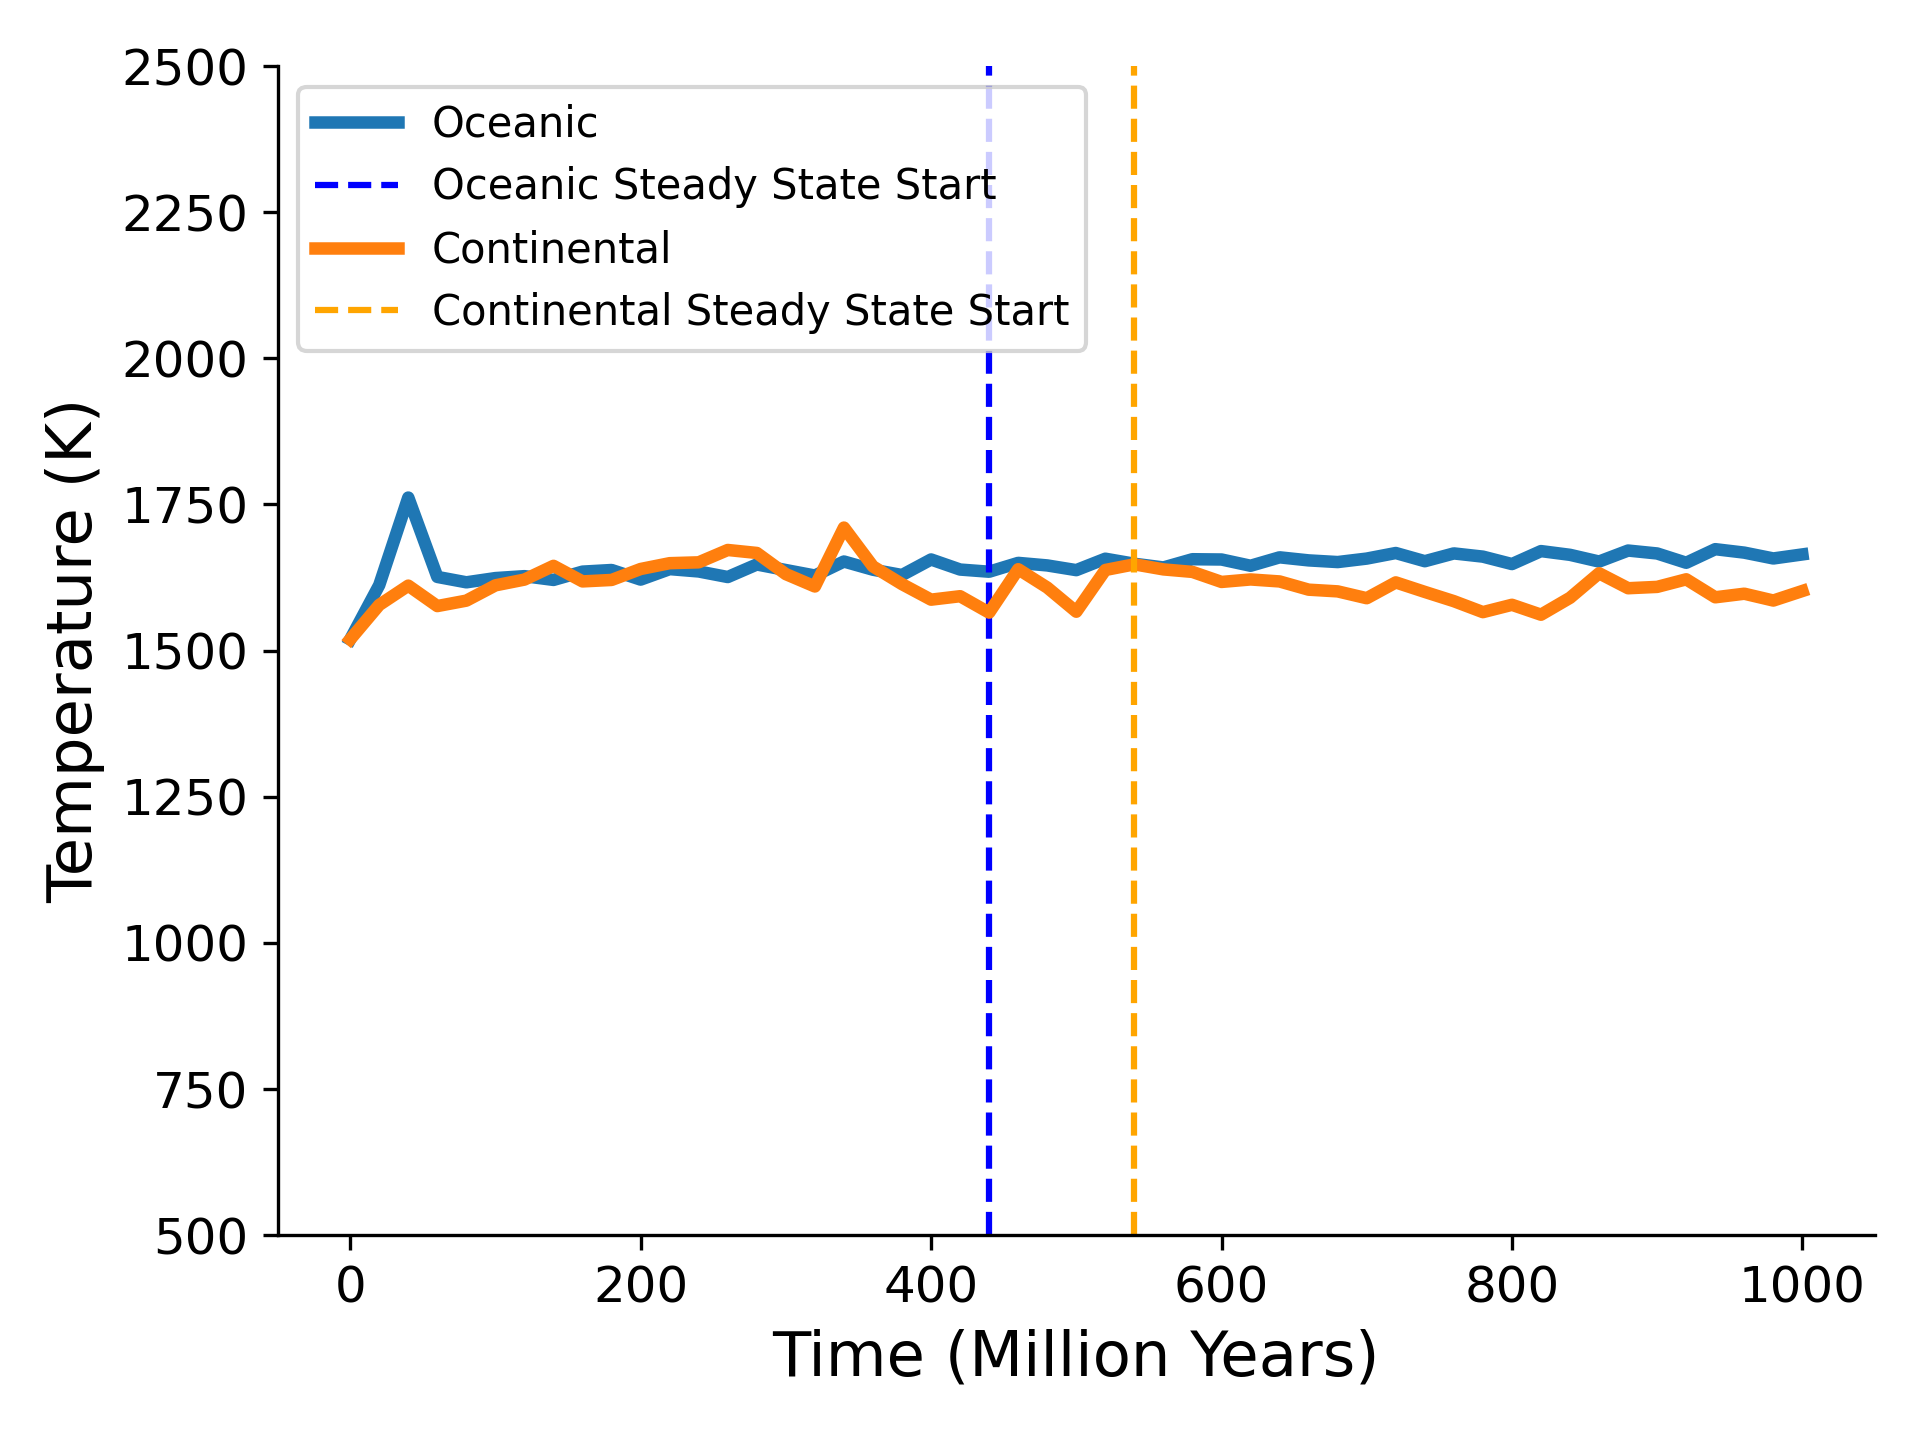 2500
2250
2000
1750
1500
1250
1000
750
500
Temperature (K)
Oceanic
Oceanic Steady State Start
Continental
Continental Steady State Start
0 200 400 600 800 1000
Time (Million Years)